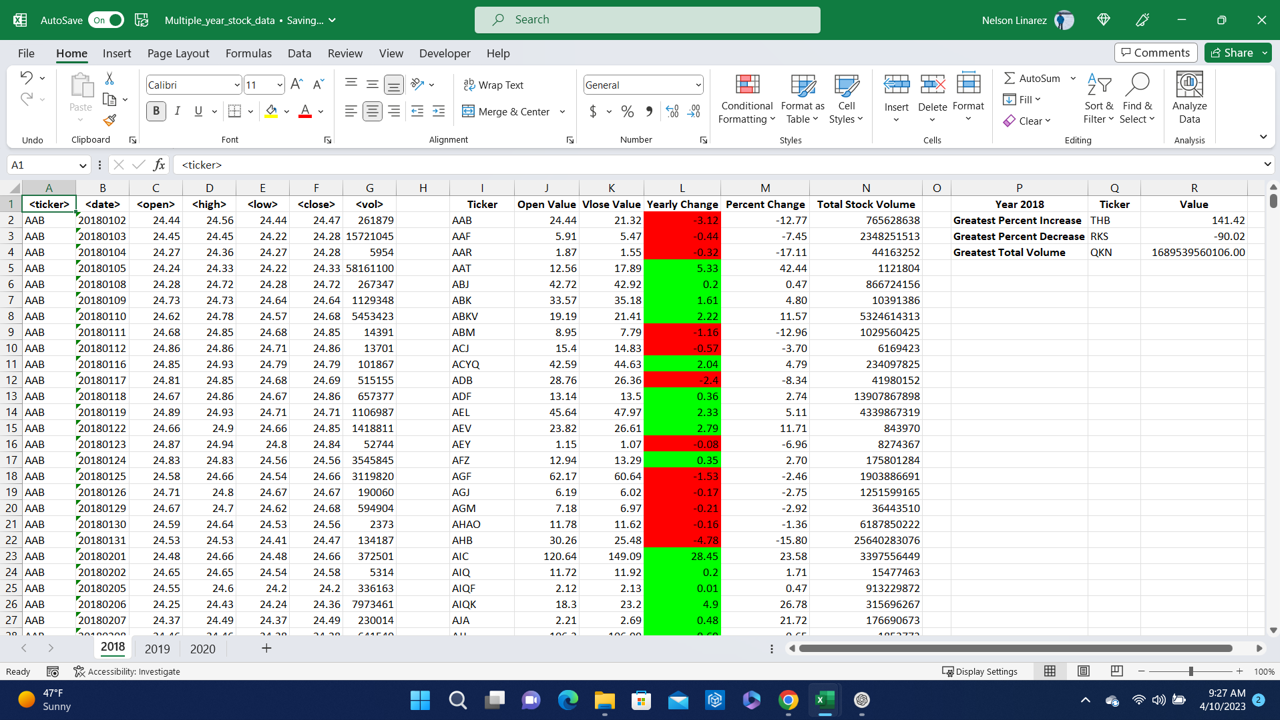 AutoSave On Multiple_year_stock_data • Saving... Search Nelson Linarez
File Home Insert Page Layout Formulas Data Review View Automate Developer Help Comments Share
Calibri 11 Wrap Text General AutoSum
Paste B I U Merge & Center $ % Conditional Formatting Format as Table Cell Styles Insert Delete Format Fill Clear Sort & Filter Find & Select Analyze Data
Undo Clipboard Font Alignment Number Styles Cells Editing Analysis
A1 fx <ticker>
A B C D E F G H I J K L M N O P Q R
1 <ticker> <date> <open> <high> <low> <close> <vol> Ticker Open Value Vlose Value Yearly Change Percent Change Total Stock Volume Year 2018 Ticker Value
2 AAB 20180102 24.44 24.56 24.44 24.47 261879 AAB 24.44 21.32 -3.12 -12.77 765628638 Greatest Percent Increase THB 141.42
3 AAB 20180103 24.45 24.45 24.22 24.28 15721045 AAF 5.91 5.47 -0.44 -7.45 2348251513 Greatest Percent Decrease RKS -90.02
4 AAB 20180104 24.27 24.36 24.22 24.28 5954 AAR 1.87 1.55 -0.32 -17.11 44163252 Greatest Total Volume QKN 1689539560106.00
5 AAB 20180105 24.24 24.33 24.22 24.33 58161100 AAT 12.56 17.89 5.33 42.44 1121804
6 AAB 20180108 24.28 24.72 24.28 24.72 267347 ABJ 42.72 42.92 0.2 0.47 866724156
7 AAB 20180109 24.73 24.73 24.64 24.64 1129348 ABK 33.57 35.18 1.61 4.80 10391386
8 AAB 20180110 24.62 24.78 24.57 24.68 5453423 ABKV 19.19 21.41 2.22 11.57 5324614313
9 AAB 20180111 24.68 24.85 24.68 24.85 14391 ABM 8.95 7.79 -1.16 -12.96 1029560425
10 AAB 20180112 24.86 24.86 24.71 24.86 13701 ACJ 15.4 14.83 -0.57 -3.70 6169423
11 AAB 20180116 24.85 24.93 24.79 24.79 101867 ACYQ 42.59 44.63 2.04 4.79 234097825
12 AAB 20180117 24.81 24.85 24.68 24.69 515155 ADB 28.76 26.36 -2.4 -8.34 41980152
13 AAB 20180118 24.67 24.86 24.67 24.86 657377 ADF 13.14 13.5 0.36 2.74 13907867898
14 AAB 20180119 24.89 24.93 24.71 24.71 1106987 AEL 45.64 47.97 2.33 5.11 4339867319
15 AAB 20180122 24.66 24.9 24.66 24.85 1418811 AEV 23.82 26.61 2.79 11.71 843970
16 AAB 20180123 24.87 24.94 24.8 24.84 52744 AEY 1.15 1.07 -0.08 -6.96 8274367
17 AAB 20180124 24.83 24.83 24.56 24.56 3545845 AFZ 12.94 13.29 0.35 2.70 175801284
18 AAB 20180125 24.58 24.66 24.54 24.66 3119820 AGF 62.17 60.64 -1.53 -2.46 1903886691
19 AAB 20180126 24.71 24.8 24.67 24.67 190060 AGJ 6.19 6.02 -0.17 -2.75 1251599165
20 AAB 20180129 24.67 24.7 24.62 24.68 594904 AGM 7.18 6.97 -0.21 -2.92 36443510
21 AAB 20180130 24.59 24.64 24.53 24.56 2373 AHAO 11.78 11.62 -0.16 -1.36 6187850222
22 AAB 20180131 24.53 24.53 24.41 24.47 134187 AHB 30.26 25.48 -4.78 -15.80 25640283076
23 AAB 20180201 24.48 24.66 24.48 24.66 372501 AIC 120.64 149.09 28.45 23.58 3397556449
24 AAB 20180202 24.65 24.65 24.54 24.58 5314 AIQ 11.72 11.92 0.2 1.71 15477463
25 AAB 20180205 24.55 24.6 24.2 24.2 336163 AIQF 2.12 2.13 0.01 0.47 913229872
26 AAB 20180206 24.25 24.43 24.24 24.36 7973461 AIQK 18.3 23.2 4.9 26.78 315696267
27 AAB 20180207 24.37 24.49 24.37 24.49 230014 AJA 2.21 2.69 0.48 21.72 176690673
2018 2019 2020
Ready Accessibility: Investigate Display Settings 100%
47°F
Sunny
9:27 AM
4/10/2023 2